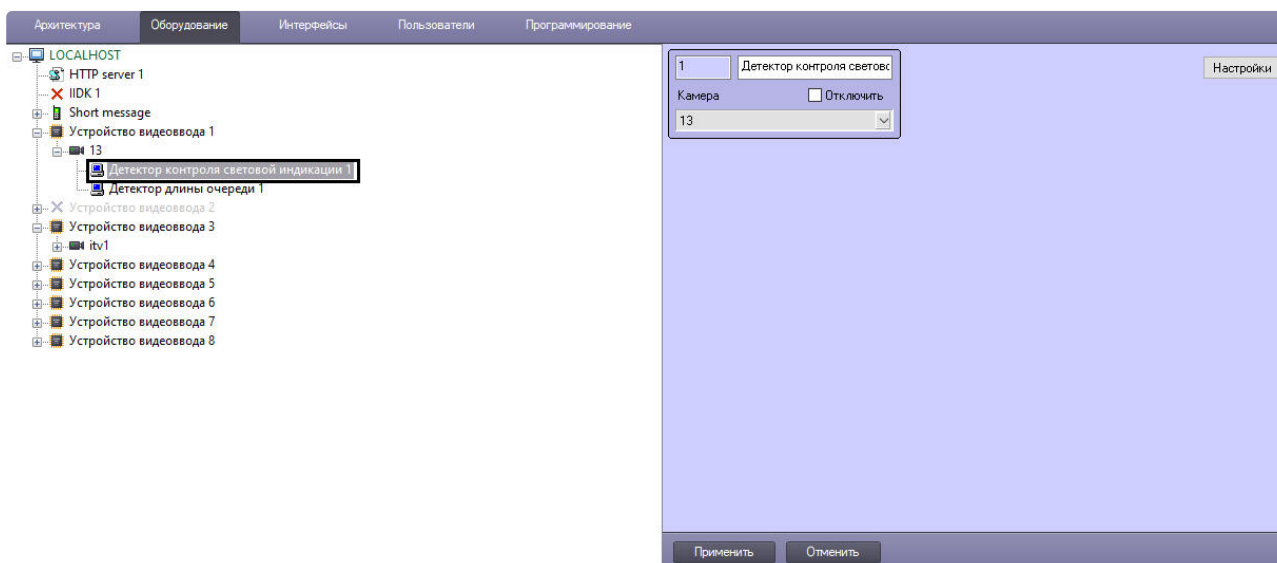 Архитектура Оборудование Интерфейсы Пользователи Программирование
LOCALHOST
HTTP server 1
IIDK 1
Short message
Устройство видеоввода 1
13
Детектор контроля световой индикации 1
Детектор длины очереди 1
Устройство видеоввода 2
Устройство видеоввода 3
itv1
Устройство видеоввода 4
Устройство видеоввода 5
Устройство видеоввода 6
Устройство видеоввода 7
Устройство видеоввода 8
1 Детектор контроля светово
Настройки
Камера Отключить
13
Применить Отменить